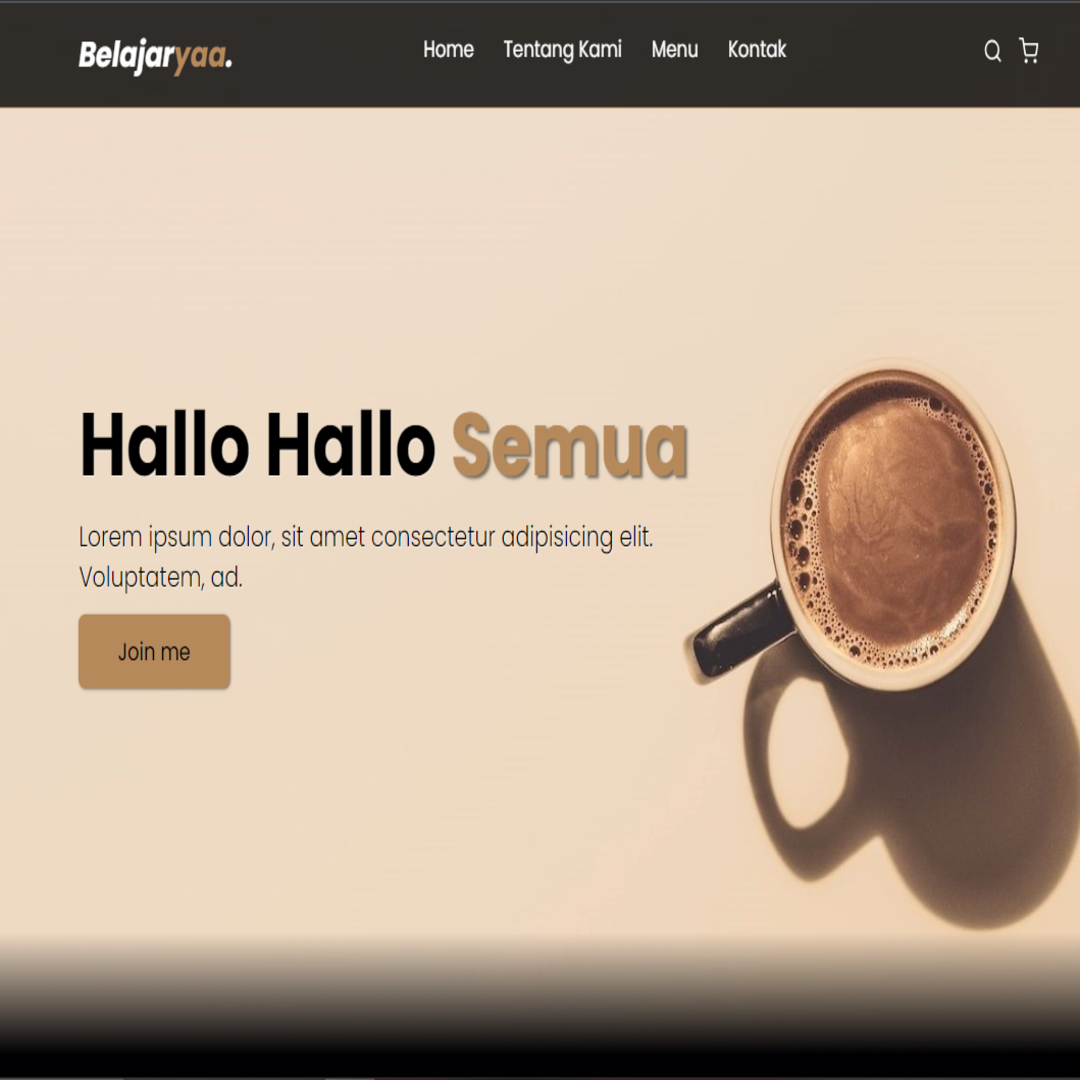 Belajaryaa.
Home Tentang Kami Menu Kontak
Hallo Hallo Semua
Lorem ipsum dolor, sit amet consectetur adipisicing elit.
Voluptatem, ad.
Join me